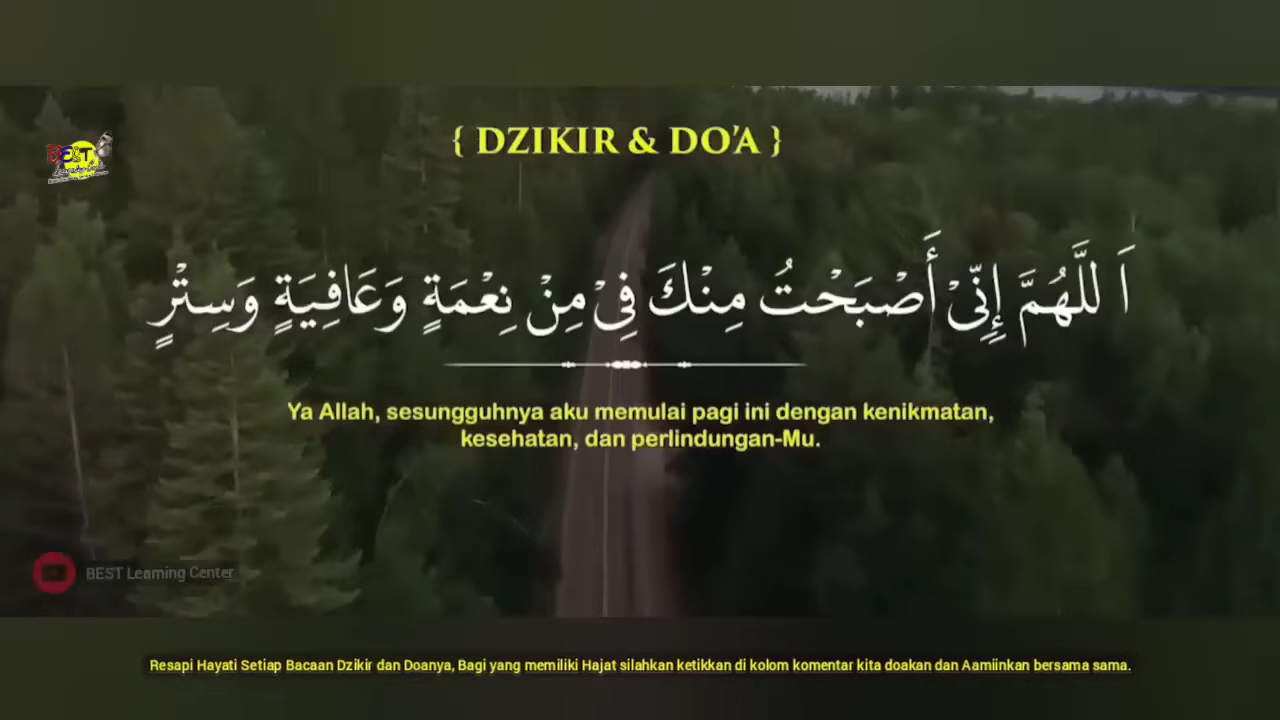 { DZIKIR & DO'A }
BEST
اَ للَّهُمَّ إِنِّيْ أَصْبَحْتُ مِنْكَ فِيْ مِنْ نِعْمَةٍ وَعَافِيَةٍ وَسِتْرٍ
Ya Allah, sesungguhnya aku memulai pagi ini dengan kenikmatan,
kesehatan, dan perlindungan-Mu.
BEST Learning Center
Resapi Hayati Setiap Bacaan Dzikir dan Doanya, Bagi yang memiliki Hajat silahkan ketikkan di kolom komentar kita doakan dan Aamiinkan bersama sama.